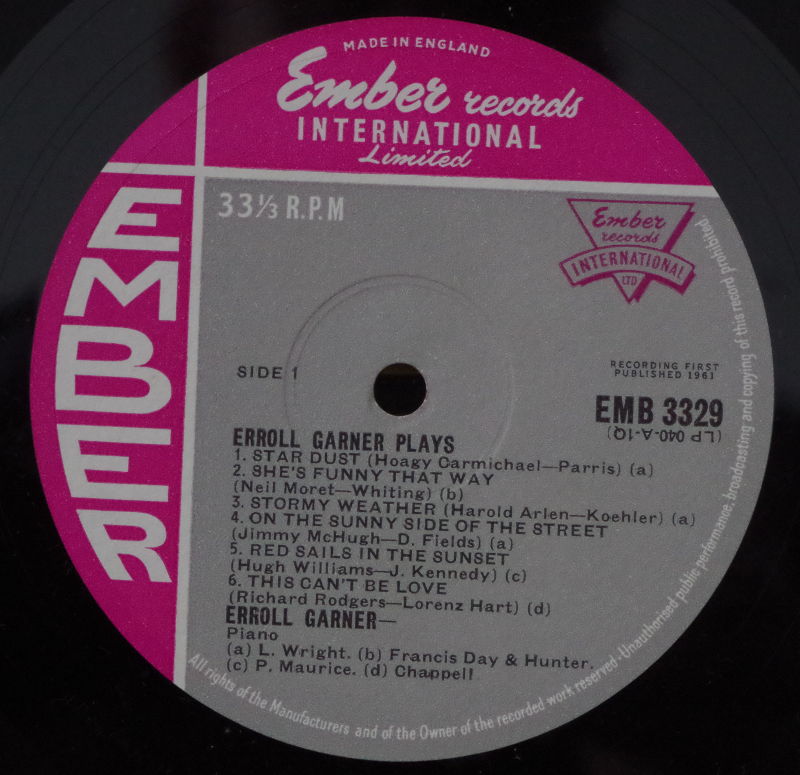 MADE IN ENGLAND
Ember records
INTERNATIONAL
Limited
EMBER
33⅓ R.P.M
Ember
records
INTERNATIONAL
LTD
SIDE 1
RECORDING FIRST
PUBLISHED 1961
EMB 3329
(LP 040-A-1Q)
ERROLL GARNER PLAYS
1. STAR DUST (Hoagy Carmichael—Parris) (a)
2. SHE'S FUNNY THAT WAY
(Neil Moret—Whiting) (b)
3. STORMY WEATHER (Harold Arlen—Koehler) (a)
4. ON THE SUNNY SIDE OF THE STREET
(Jimmy McHugh—D. Fields) (a)
5. RED SAILS IN THE SUNSET
(Hugh Williams—J. Kennedy) (c)
6. THIS CAN'T BE LOVE
(Richard Rodgers—Lorenz Hart) (d)
ERROLL GARNER—
Piano
(a) L. Wright. (b) Francis Day & Hunter.
(c) P. Maurice. (d) Chappell
All rights of the Manufacturers and of the Owner of the recorded work reserved - Unauthorised public performance, broadcasting and copying of this record prohibited